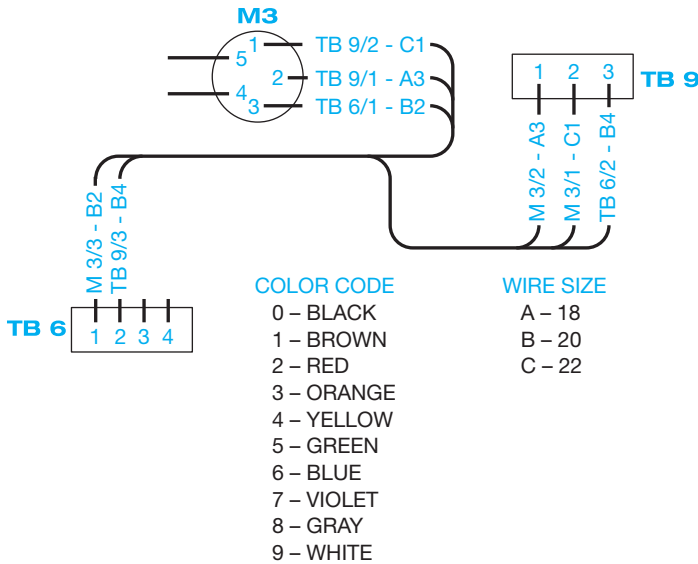 M3
1 TB 9/2 - C1
5
2 TB 9/1 - A3
4
3 TB 6/1 - B2
1 2 3 TB 9
M 3/2 - A3
M 3/1 - C1
TB 6/2 - B4
M 3/3 - B2
TB 9/3 - B4
TB 6 1 2 3 4
COLOR CODE
0 – BLACK
1 – BROWN
2 – RED
3 – ORANGE
4 – YELLOW
5 – GREEN
6 – BLUE
7 – VIOLET
8 – GRAY
9 – WHITE
WIRE SIZE
A – 18
B – 20
C – 22